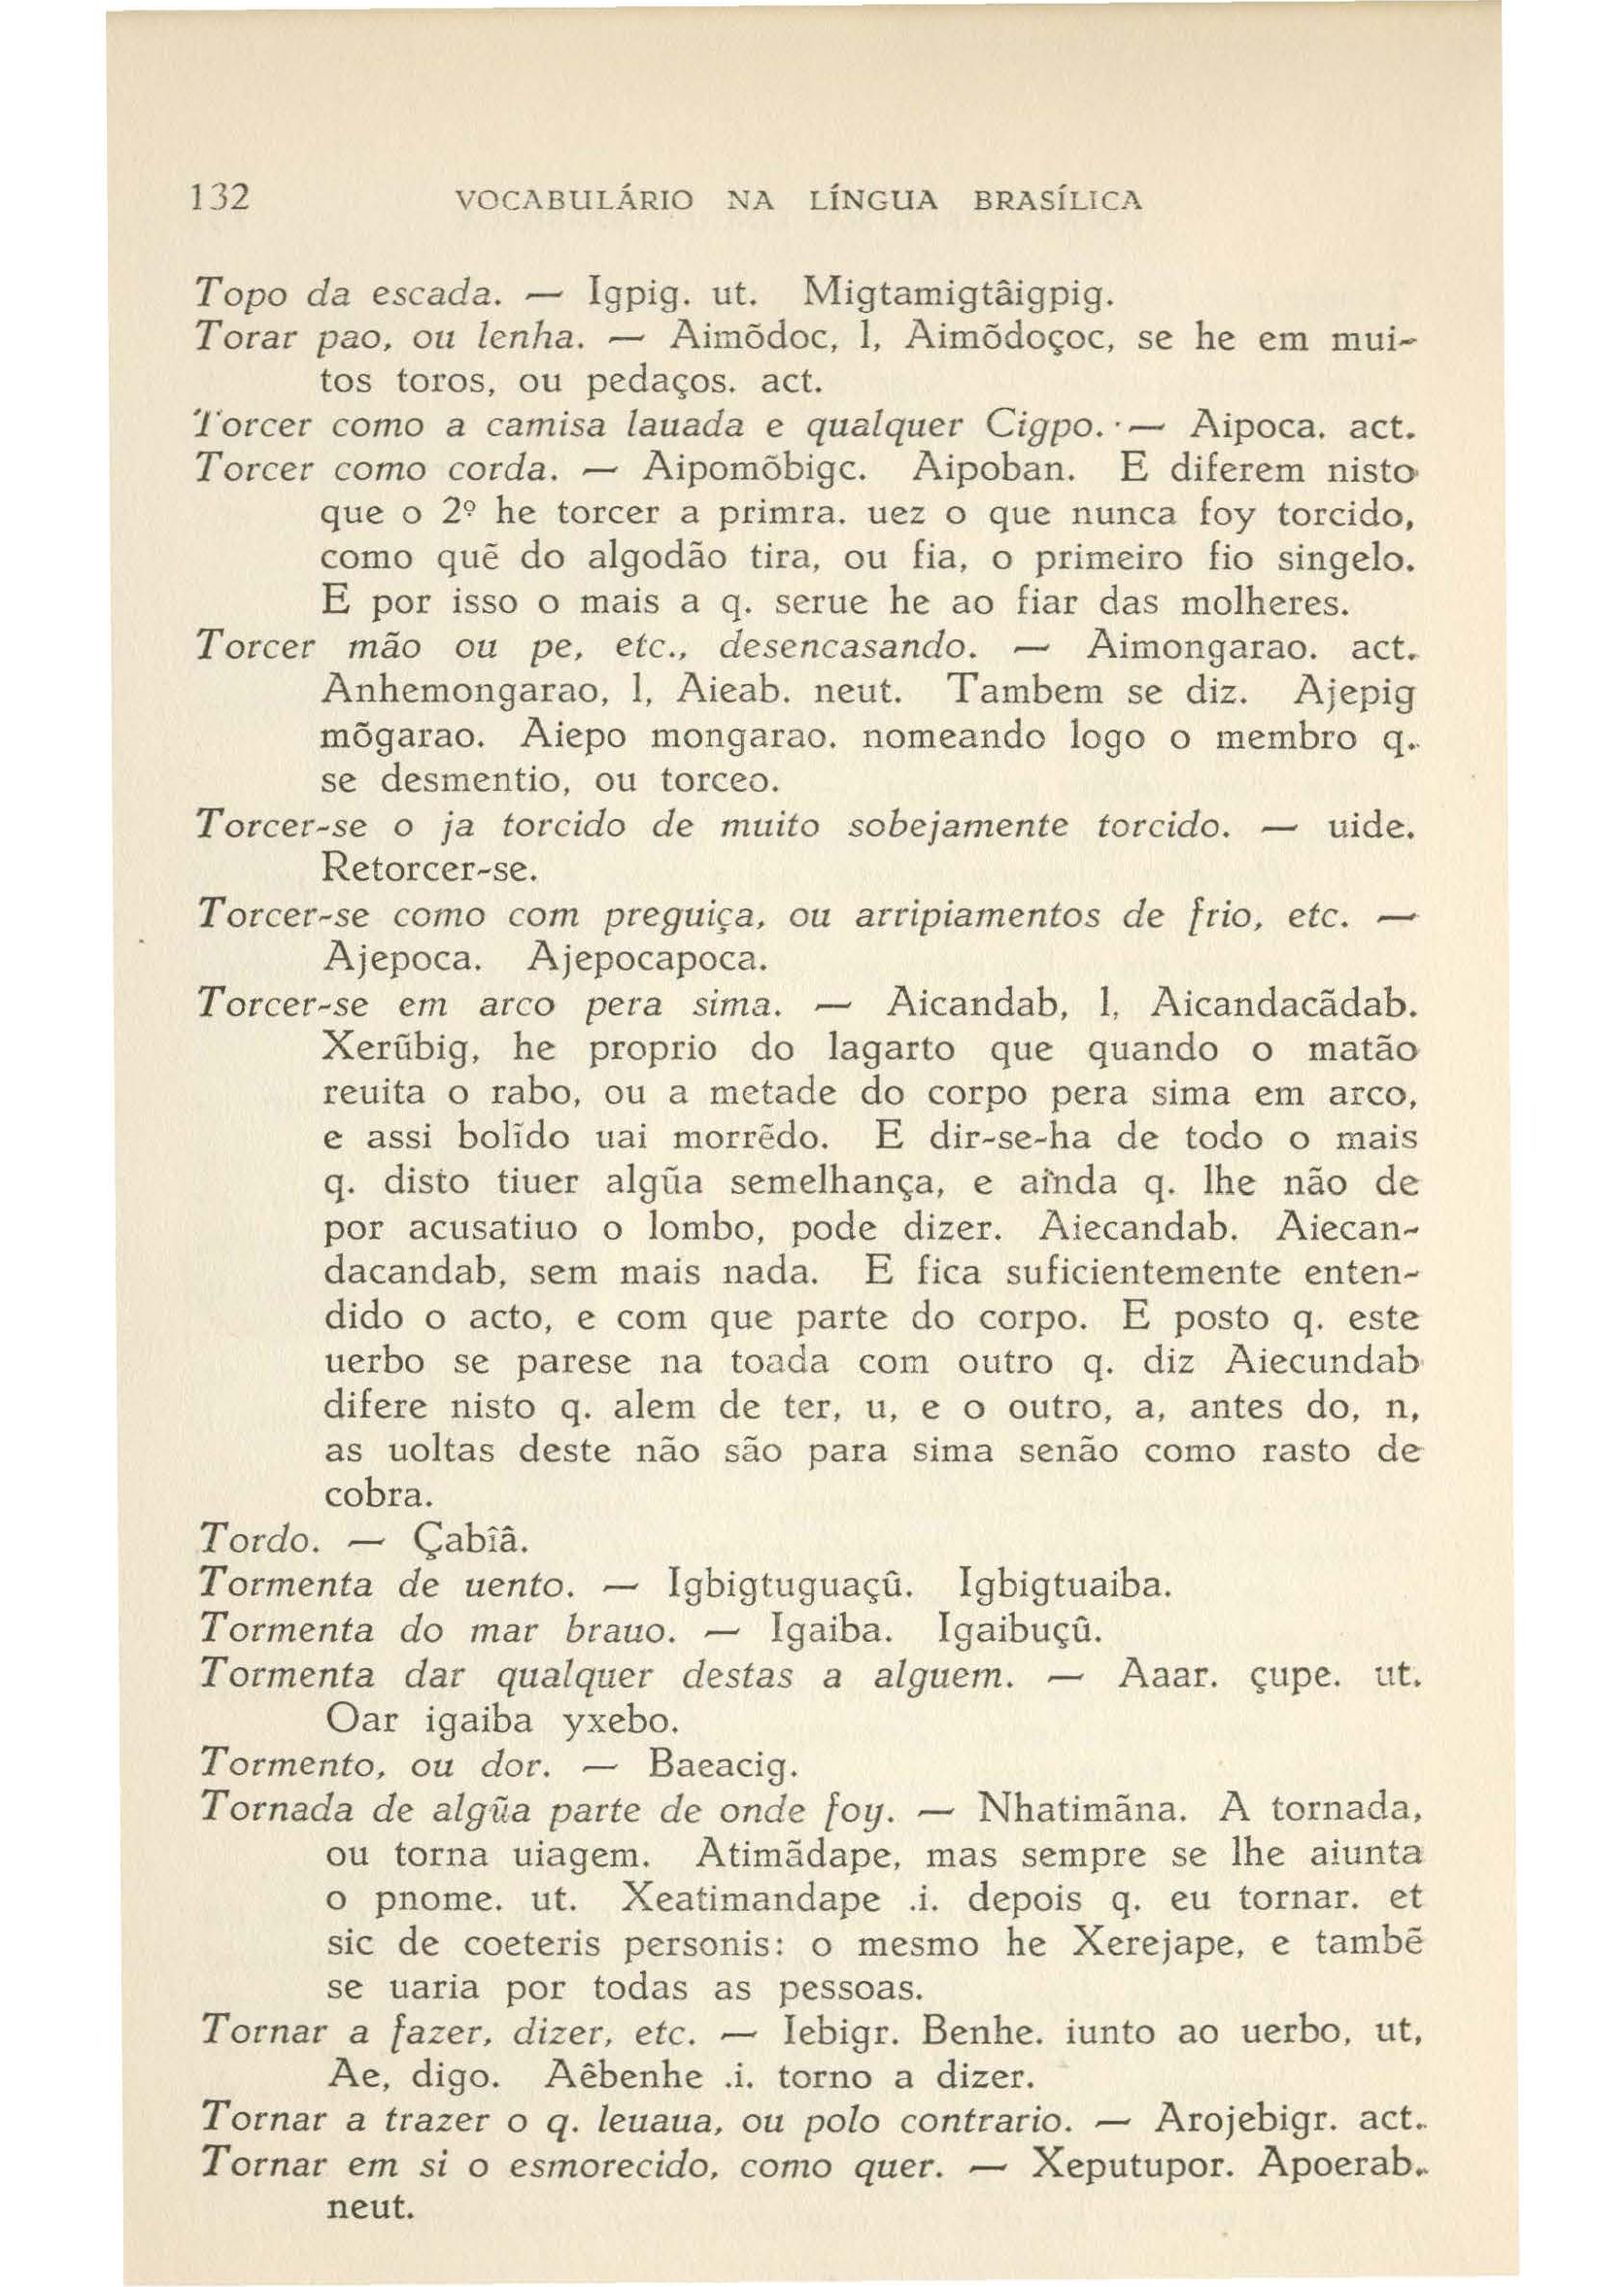 132 VOCABULÁRIO NA LÍNGUA BRASÍLICA
Topo da escada. — Igpig. ut. Migtamigtâigpig.
Torar pao, ou lenha. — Aimõdoc, l, Aimõdoçoc, se he em mui-
tos toros, ou pedaços. act.
Torcer como a camisa lauada e qualquer Cigpo. — Aipoca. act.
Torcer como corda. — Aipomõbigc. Aipoban. E diferem nisto
que o 2º he torcer a primra. uez o que nunca foy torcido,
como quẽ do algodão tira, ou fia, o primeiro fio singelo.
E por isso o mais a q. serue he ao fiar das molheres.
Torcer mão ou pe, etc., desencasando. — Aimongarao. act.
Anhemongarao, l, Aieab. neut. Tambem se diz. Ajepig
mõgarao. Aiepo mongarao. nomeando logo o membro q.
se desmentio, ou torceo.
Torcer-se o ja torcido de muito sobejamente torcido. — uide.
Retorcer-se.
Torcer-se como com preguiça, ou arripiamentos de frio, etc. —
Ajepoca. Ajepocapoca.
Torcer-se em arco pera sima. — Aicandab, l, Aicandacãdab.
Xerũbig, he proprio do lagarto que quando o matão
reuita o rabo, ou a metade do corpo pera sima em arco,
e assi bolĩdo uai morrẽdo. E dir-se-ha de todo o mais
q. disto tiuer algũa semelhança, e aînda q. lhe não de
por acusatiuo o lombo, pode dizer. Aiecandab. Aiecan-
dacandab, sem mais nada. E fica suficientemente enten-
dido o acto, e com que parte do corpo. E posto q. este
uerbo se parese na toada com outro q. diz Aiecundab
difere nisto q. alem de ter, u, e o outro, a, antes do, n,
as uoltas deste não são para sima senão como rasto de
cobra.
Tordo. — Çabîâ.
Tormenta de uento. — Igbigtuguaçû. Igbigtuaiba.
Tormenta do mar brauo. — Igaiba. Igaibuçû.
Tormenta dar qualquer destas a alguem. — Aaar. çupe. ut.
Oar igaiba yxebo.
Tormento, ou dor. — Baeacig.
Tornada de algũa parte de onde foy. — Nhatimãna. A tornada,
ou torna uiagem. Atimãdape, mas sempre se lhe aiunta
o pnome. ut. Xeatimandape .i. depois q. eu tornar. et
sic de coeteris personis: o mesmo he Xerejape, e tambẽ
se uaria por todas as pessoas.
Tornar a fazer, dizer, etc. — Iebigr. Benhe. iunto ao uerbo, ut,
Ae, digo. Aêbenhe .i. torno a dizer.
Tornar a trazer o q. leuaua, ou polo contrario. — Arojebigr. act.
Tornar em si o esmorecido, como quer. — Xeputupor. Apoerab.
neut.